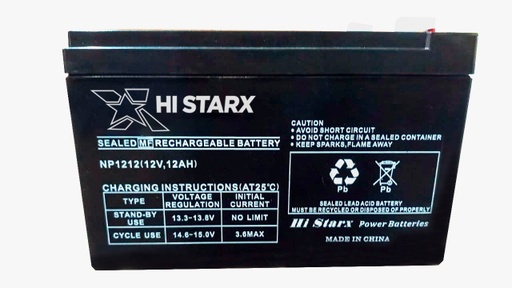 HI STARX
SEALED MF RECHARGEABLE BATTERY
NP1212(12V,12AH)
CHARGING INSTRUCTIONS(AT25°C)
TYPE VOLTAGE REGULATION INITIAL CURRENT
STAND-BY USE 13.3~13.8V NO LIMIT
CYCLE USE 14.6~15.0V 3.6MAX
CAUTION
• AVOID SHORT CIRCUIT
• DO NOT CHARGE IN A SEALED CONTAINER
• KEEP SPARKS,FLAME AWAY
Pb Pb
SEALED LEAD ACID BATTERY
MUST BE RECYCLED OR DISPOSED OF PROPERLY
Hi Starx Power Batteries
MADE IN CHINA